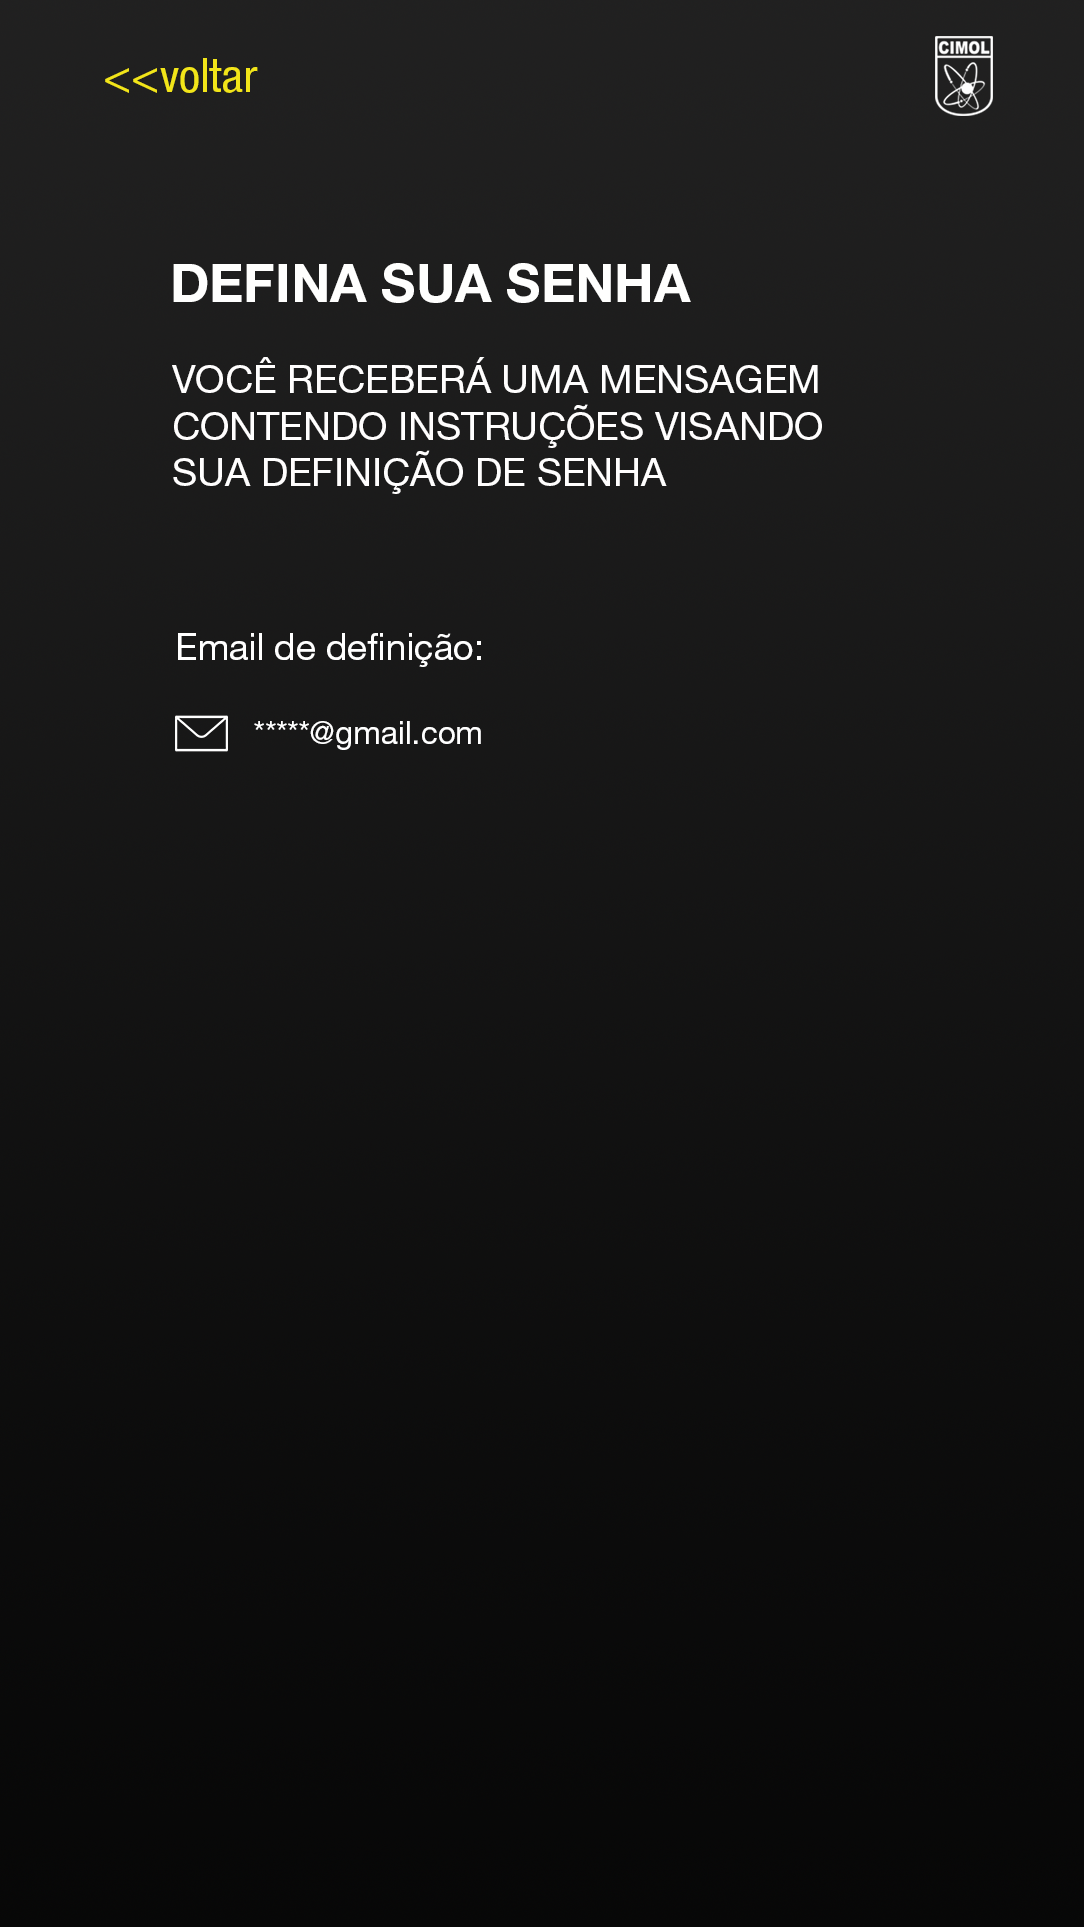 <<voltar
CIMOL
DEFINA SUA SENHA
VOCÊ RECEBERÁ UMA MENSAGEM
CONTENDO INSTRUÇÕES VISANDO
SUA DEFINIÇÃO DE SENHA
Email de definição:
*****@gmail.com